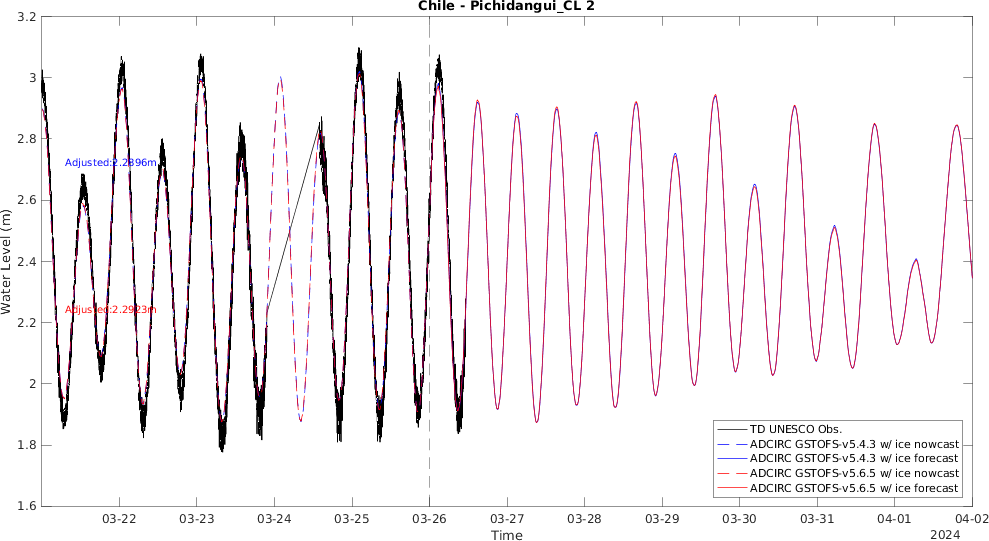 Chile - Pichidangui_CL 2
3.2
3
2.8
2.6
2.4
2.2
2
1.8
1.6
Water Level (m)
Adjusted:2.2896m
Adjusted:2.2923m
TD UNESCO Obs.
ADCIRC GSTOFS-v5.4.3 w/ ice nowcast
ADCIRC GSTOFS-v5.4.3 w/ ice forecast
ADCIRC GSTOFS-v5.6.5 w/ ice nowcast
ADCIRC GSTOFS-v5.6.5 w/ ice forecast
03-22 03-23 03-24 03-25 03-26 03-27 03-28 03-29 03-30 03-31 04-01 04-02
Time 2024